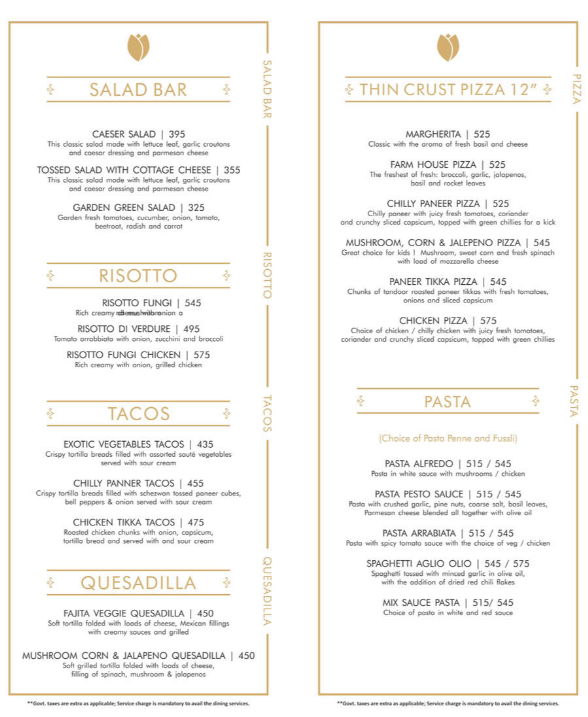 SALAD BAR
CAESER SALAD | 395
This classic salad made with lettuce leaf, garlic croutons
and caesar dressing and parmesan cheese
TOSSED SALAD WITH COTTAGE CHEESE | 355
This classic salad made with lettuce leaf, garlic croutons
and caesar dressing and parmesan cheese
GARDEN GREEN SALAD | 325
Garden fresh tomatoes, cucumber, onion, tomato,
beetroot, radish and carrot
SALAD BAR
RISOTTO
RISOTTO FUNGI | 545
Rich creamy onion a
RISOTTO DI VERDURE | 495
Tomato arrabbiata with onion, zucchini and broccoli
RISOTTO FUNGI CHICKEN | 575
Rich creamy with onion, grilled chicken
RISOTTO
TACOS
EXOTIC VEGETABLES TACOS | 435
Crispy tortilla breads filled with assorted sauté vegetables
served with sour cream
CHILLY PANNER TACOS | 455
Crispy tortilla breads filled with schezwan tossed paneer cubes,
bell peppers & onion served with sour cream
CHICKEN TIKKA TACOS | 475
Roasted chicken chunks with onion, capsicum,
tortilla bread and served with and sour cream
TACOS
QUESADILLA
FAJITA VEGGIE QUESADILLA | 450
Soft tortilla folded with loads of cheese, Mexican fillings
with creamy sauces and grilled
MUSHROOM CORN & JALAPENO QUESADILLA | 450
Soft grilled tortilla folded with loads of cheese,
filling of spinach, mushroom & jalapenos
QUESADILLA
**Govt. taxes are extra as applicable; Service charge is mandatory to avail the dining services.
THIN CRUST PIZZA 12"
MARGHERITA | 525
Classic with the aroma of fresh basil and cheese
FARM HOUSE PIZZA | 525
The freshest of fresh: broccoli, garlic, jalapenos,
basil and rocket leaves
CHILLY PANEER PIZZA | 525
Chilly paneer with juicy fresh tomatoes, coriander
and crunchy sliced capsicum, topped with green chillies for a kick
MUSHROOM, CORN & JALEPENO PIZZA | 545
Great choice for kids ! Mushroom, sweet corn and fresh spinach
with load of mozzarella cheese
PANEER TIKKA PIZZA | 545
Chunks of tandoor roasted paneer tikkas with fresh tomatoes,
onions and sliced capsicum
CHICKEN PIZZA | 575
Choice of chicken / chilly chicken with juicy fresh tomatoes,
coriander and crunchy sliced capsicum, topped with green chillies
PIZZA
PASTA
(Choice of Pasta Penne and Fussli)
PASTA ALFREDO | 515 / 545
Pasta in white sauce with mushrooms / chicken
PASTA PESTO SAUCE | 515 / 545
Pasta with crushed garlic, pine nuts, coarse salt, basil leaves,
Parmesan cheese blended all together with olive oil
PASTA ARRABIATA | 515 / 545
Pasta with spicy tomato sauce with the choice of veg / chicken
SPAGHETTI AGLIO OLIO | 545 / 575
Spaghetti tossed with minced garlic in olive oil,
with the addition of dried red chili flakes
MIX SAUCE PASTA | 515/ 545
Choice of pasta in white and red sauce
PASTA
**Govt. taxes are extra as applicable; Service charge is mandatory to avail the dining services.